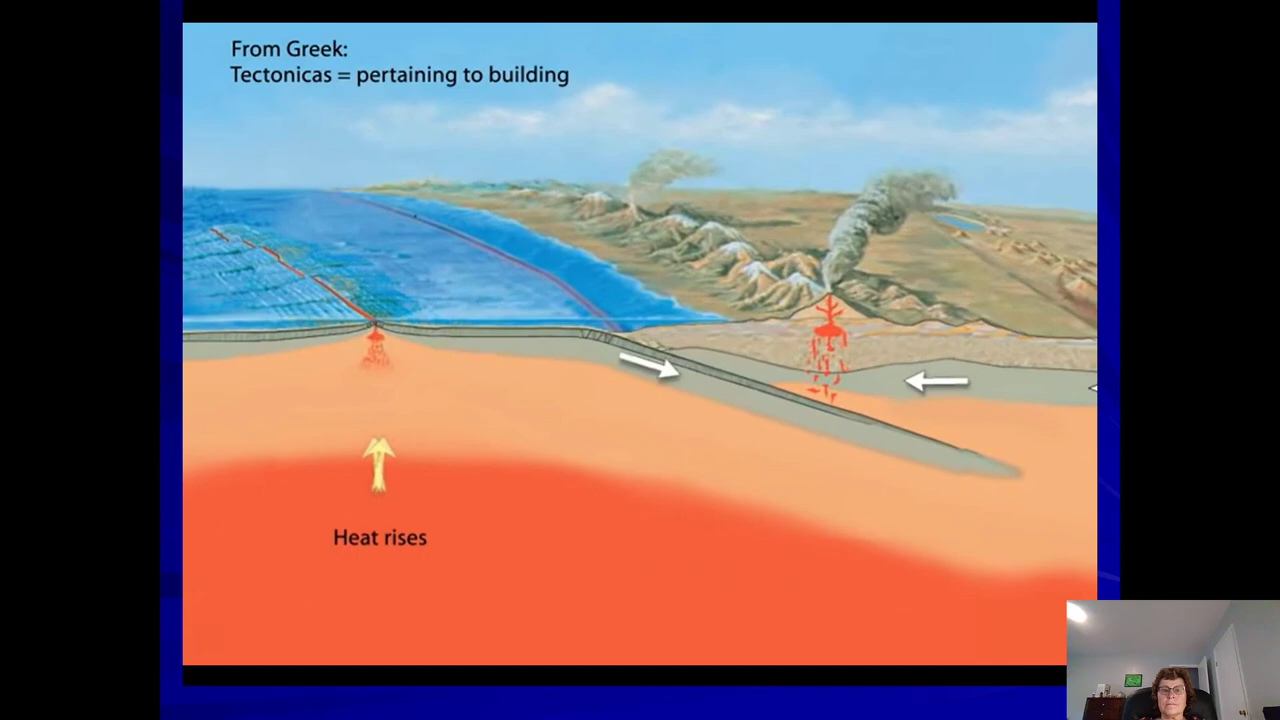 From Greek:
Tectonicas = pertaining to building
Heat rises